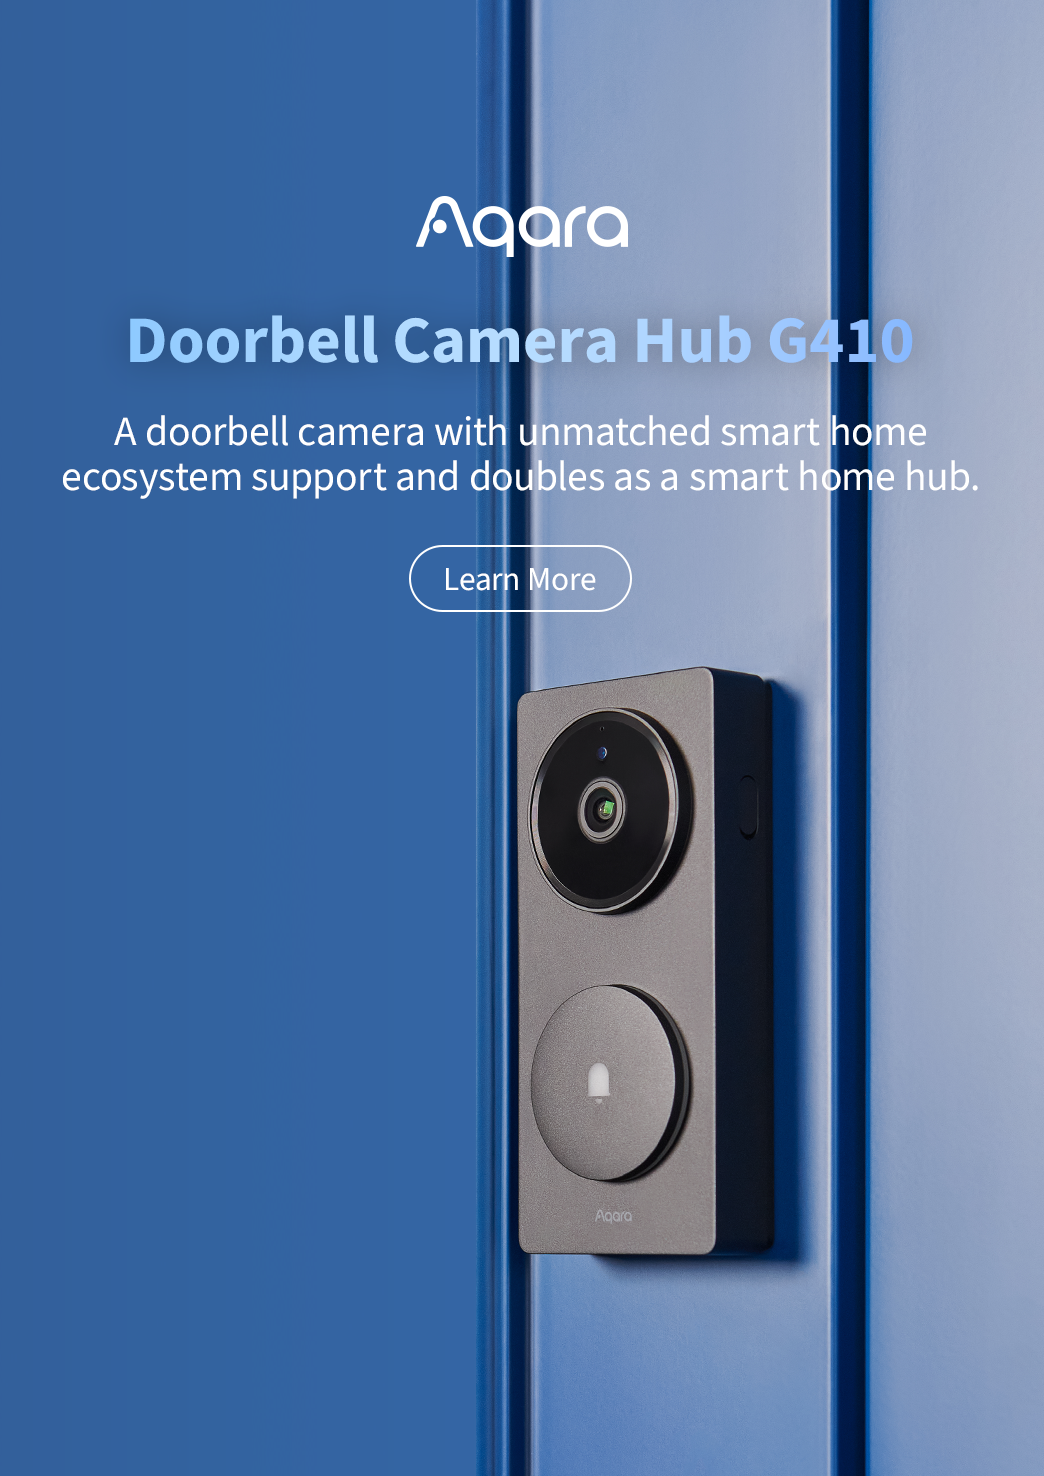 Aqara
Doorbell Camera Hub G410
A doorbell camera with unmatched smart home
ecosystem support and doubles as a smart home hub.
Learn More
Aqara